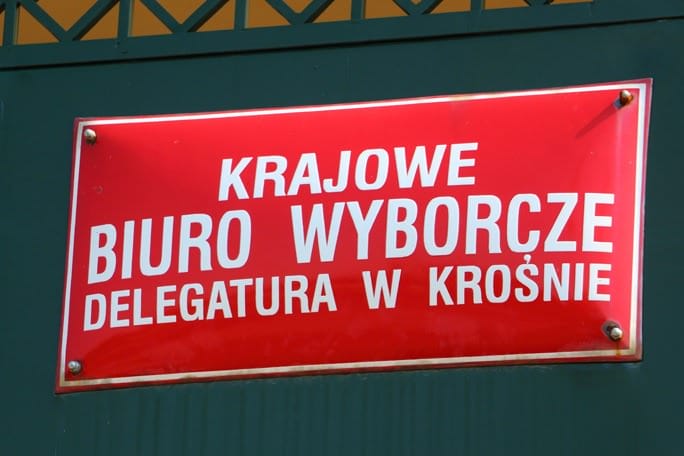 KRAJOWE
BIURO WYBORCZE
DELEGATURA W KROŚNIE